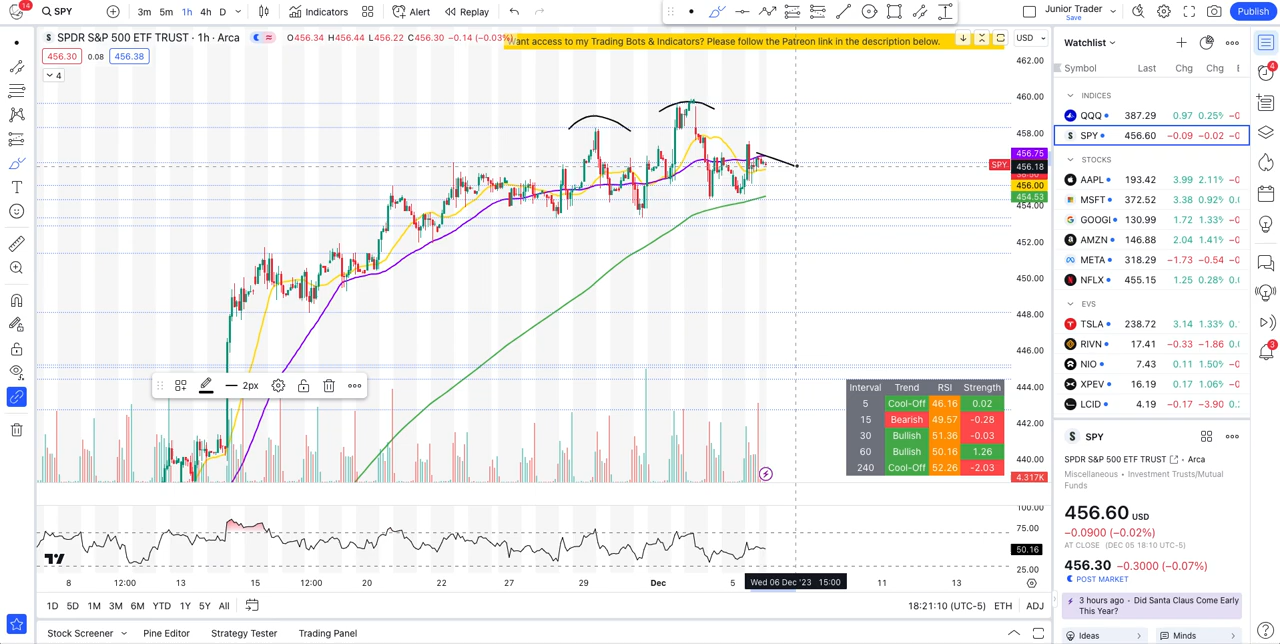 14 SPY 3m 5m 1h 4h D Indicators Alert Replay Junior Trader Save Publish
SPDR S&P 500 ETF TRUST · 1h · Arca O456.34 H456.44 L456.22 C456.30 −0.14 (−0.03%)
ant access to my Trading Bots & Indicators? Please follow the Patreon link in the description below.
USD
456.30 0.08 456.38
4
462.00
460.00
458.00
456.75
SPY 456.18
456.00
454.53
454.00
452.00
450.00
448.00
446.00
444.00
442.00
440.00
4.317K
2px
Interval Trend RSI Strength
5 Cool-Off 46.16 0.02
15 Bearish 49.57 -0.28
30 Bullish 51.36 -0.03
60 Bullish 50.16 1.26
240 Cool-Off 52.26 -2.03
100.00
75.00
50.16
25.00
8 12:00 13 15 12:00 20 22 27 29 Dec 5 Wed 06 Dec '23 15:00 11 13
1D 5D 1M 3M 6M YTD 1Y 5Y All 18:21:10 (UTC-5) ETH ADJ
Stock Screener Pine Editor Strategy Tester Trading Panel
Watchlist
Symbol Last Chg Chg
INDICES
QQQ 387.29 0.97 0.25%
SPY 456.60 −0.09 −0.02
STOCKS
AAPL 193.42 3.99 2.11%
MSFT 372.52 3.38 0.92%
GOOGL 130.99 1.72 1.33%
AMZN 146.88 2.04 1.41%
META 318.29 −1.73 −0.54
NFLX 455.15 1.25 0.28%
EVS
TSLA 238.72 3.14 1.33%
RIVN 17.41 −0.33 −1.86
NIO 7.43 0.11 1.50%
XPEV 16.19 0.17 1.06%
LCID 4.19 −0.17 −3.90
SPY
SPDR S&P 500 ETF TRUST · Arca
Miscellaneous • Investment Trusts/Mutual
Funds
456.60 USD
−0.0900 (−0.02%)
AT CLOSE (DEC 05 18:10 UTC-5)
456.30 −0.3000 (−0.07%)
POST MARKET
3 hours ago · Did Santa Claus Come Early
This Year?
Ideas Minds
4
3